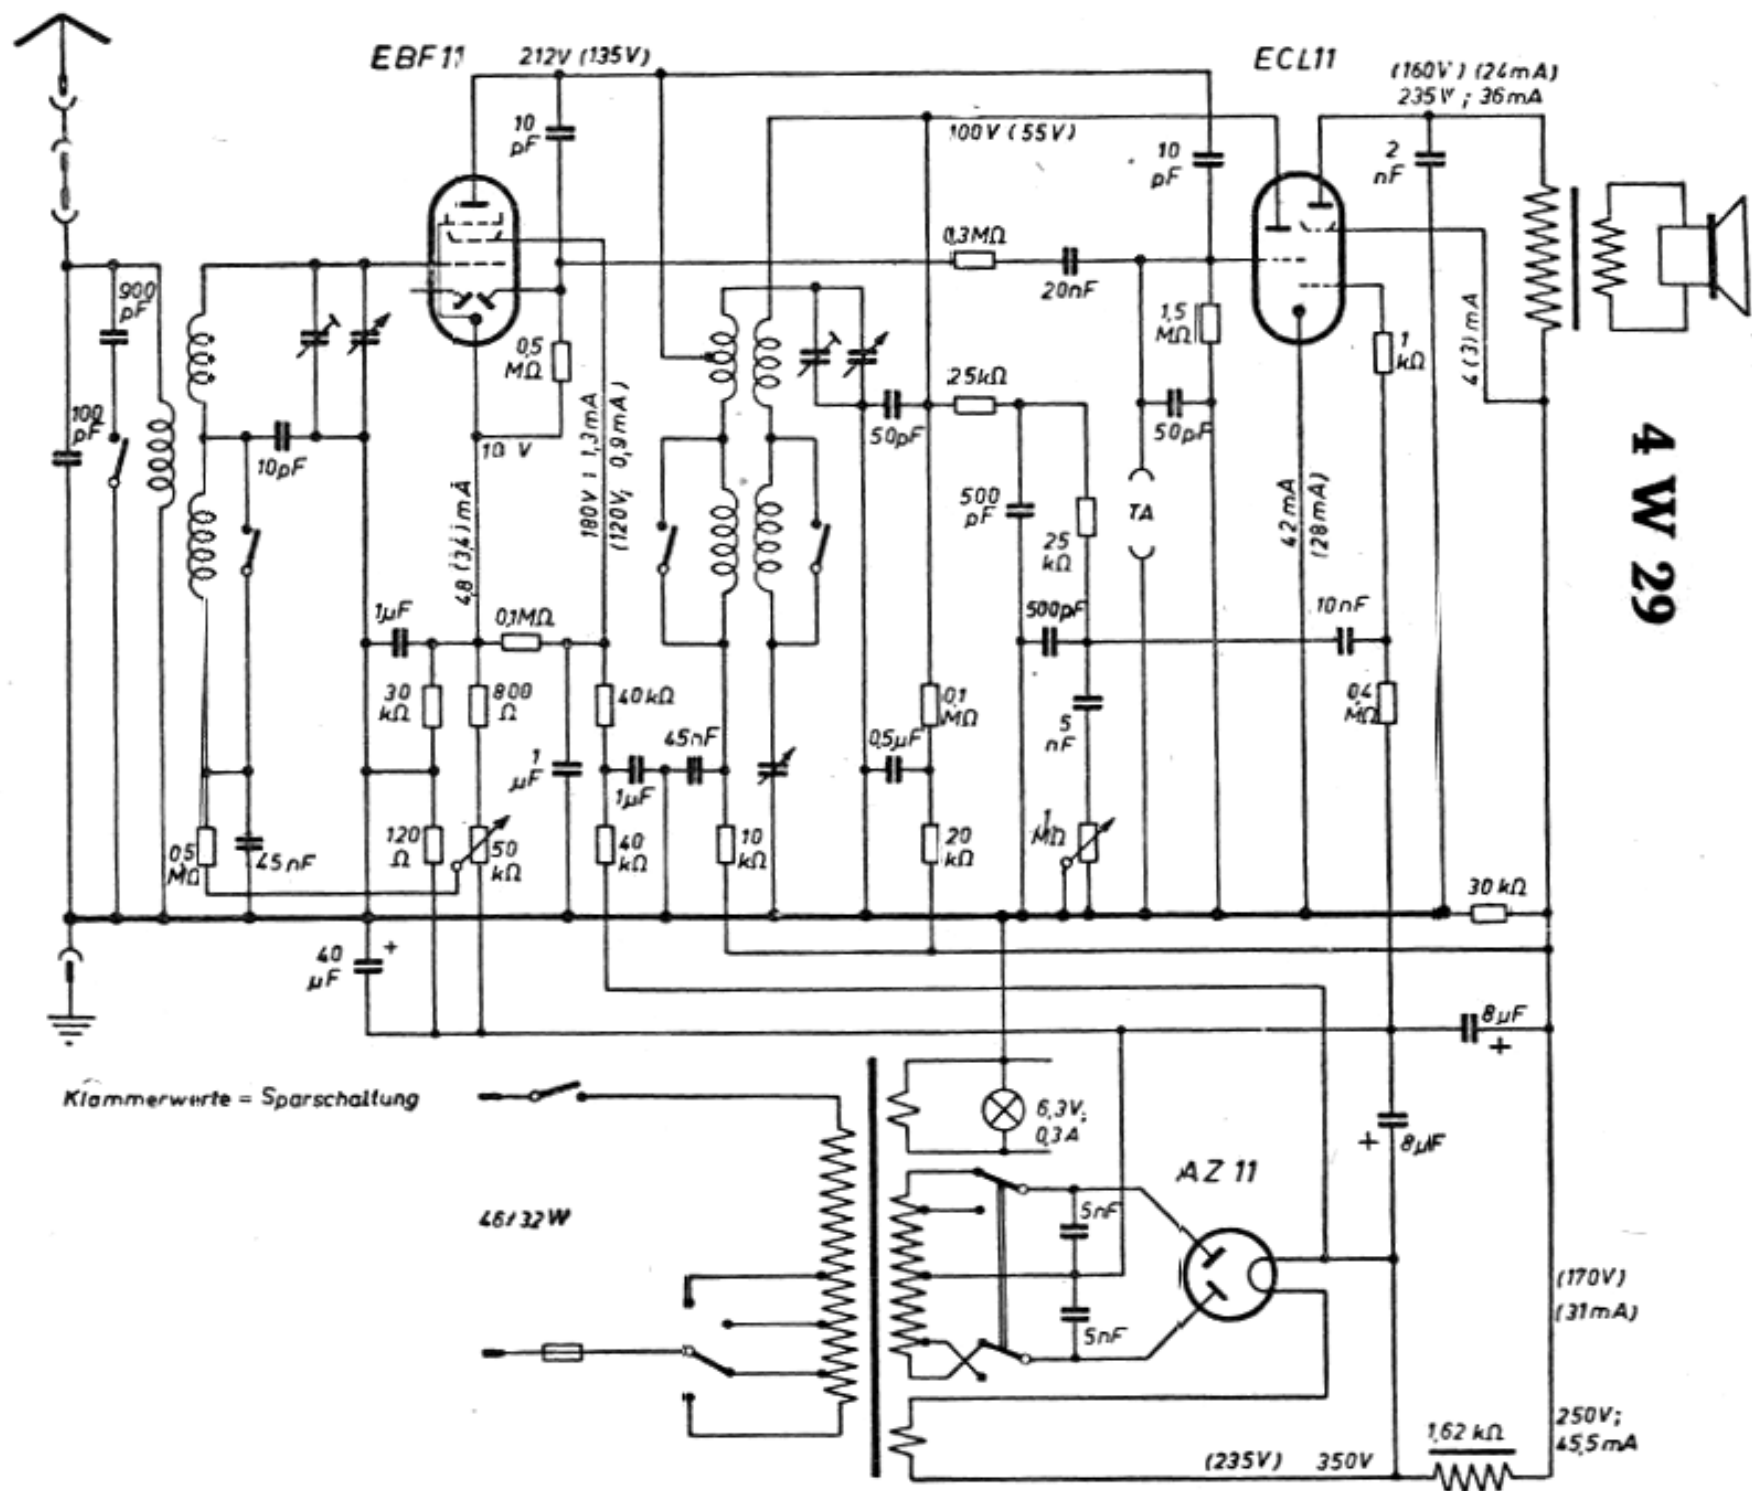 EBF11
212V (135V)
ECL11
(160V) (24mA)
235V ; 36mA
10
pF
100V (55V)
10
pF
2
nF
0,3MΩ
20nF
900
pF
0,5
MΩ
1,5
MΩ
1
kΩ
4 (3) mA
100
pF
10pF
10 V
25kΩ
50pF
50pF
4 W 29
4,8 (3,4) mA
180V ; 1,3mA
(120V; 0,9mA)
500
pF
25
kΩ
TA
42 mA
(28mA)
1µF
0,1MΩ
500pF
10nF
30
kΩ
800
Ω
40kΩ
0,1
MΩ
0,4
MΩ
1
µF
45nF
1µF
0,5µF
5
nF
0,5
MΩ
45nF
120
Ω
50
kΩ
40
kΩ
10
kΩ
20
kΩ
1
MΩ
30 kΩ
40
µF
+
8µF
+
Klammerwerte = Sparschaltung
6,3V;
0,3A
+ 8µF
AZ 11
46/32W
5nF
5nF
(170V)
(31mA)
250V;
45,5mA
1,62 kΩ
(235V) 350V